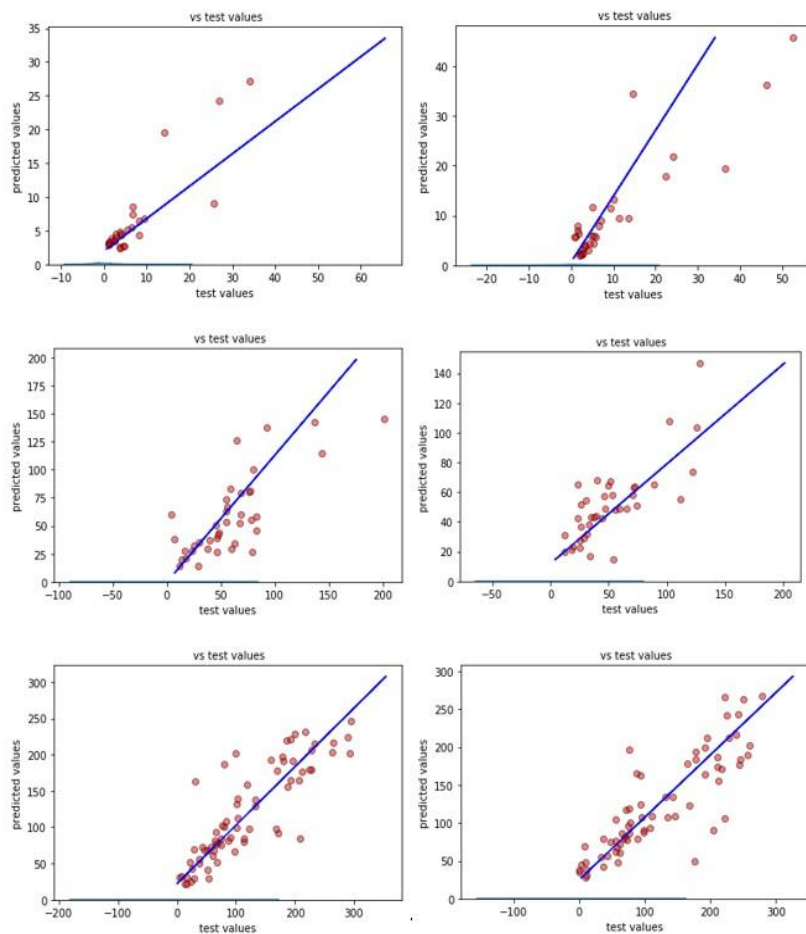 vs test values
predicted values
35
30
25
20
15
10
5
0
-10 0 10 20 30 40 50 60
test values
vs test values
predicted values
40
30
20
10
0
-20 -10 0 10 20 30 40 50
test values
vs test values
predicted values
200
175
150
125
100
75
50
25
0
-100 -50 0 50 100 150 200
test values
vs test values
predicted values
140
120
100
80
60
40
20
0
-50 0 50 100 150 200
test values
vs test values
predicted values
300
250
200
150
100
50
0
-200 -100 0 100 200 300
test values
vs test values
predicted values
300
250
200
150
100
50
0
-100 0 100 200 300
test values